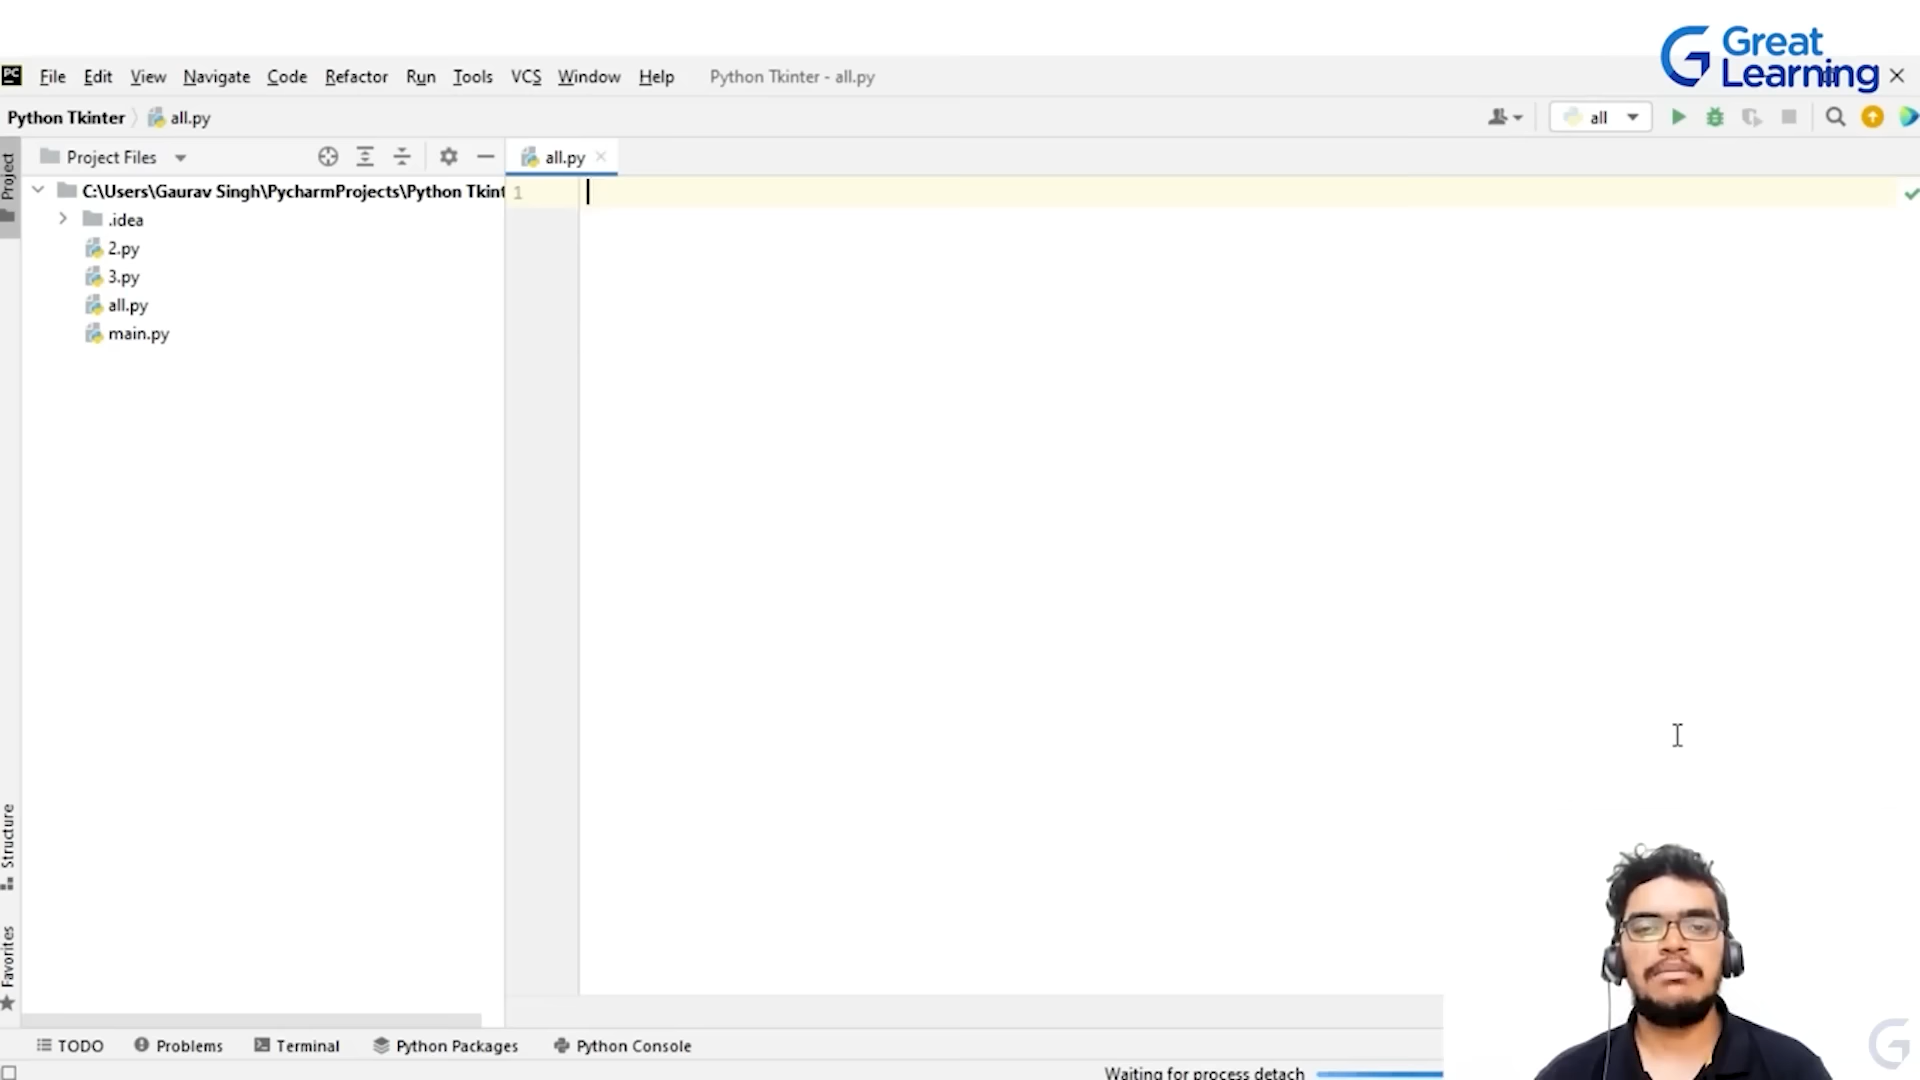 Great
Learning
PC
File Edit View Navigate Code Refactor Run Tools VCS Window Help Python Tkinter - all.py
Python Tkinter all.py
all
Project
Project Files
all.py
C:\Users\Gaurav Singh\PycharmProjects\Python Tkint
1
.idea
2.py
3.py
all.py
main.py
Structure
Favorites
TODO Problems Terminal Python Packages Python Console
Waiting for process detach